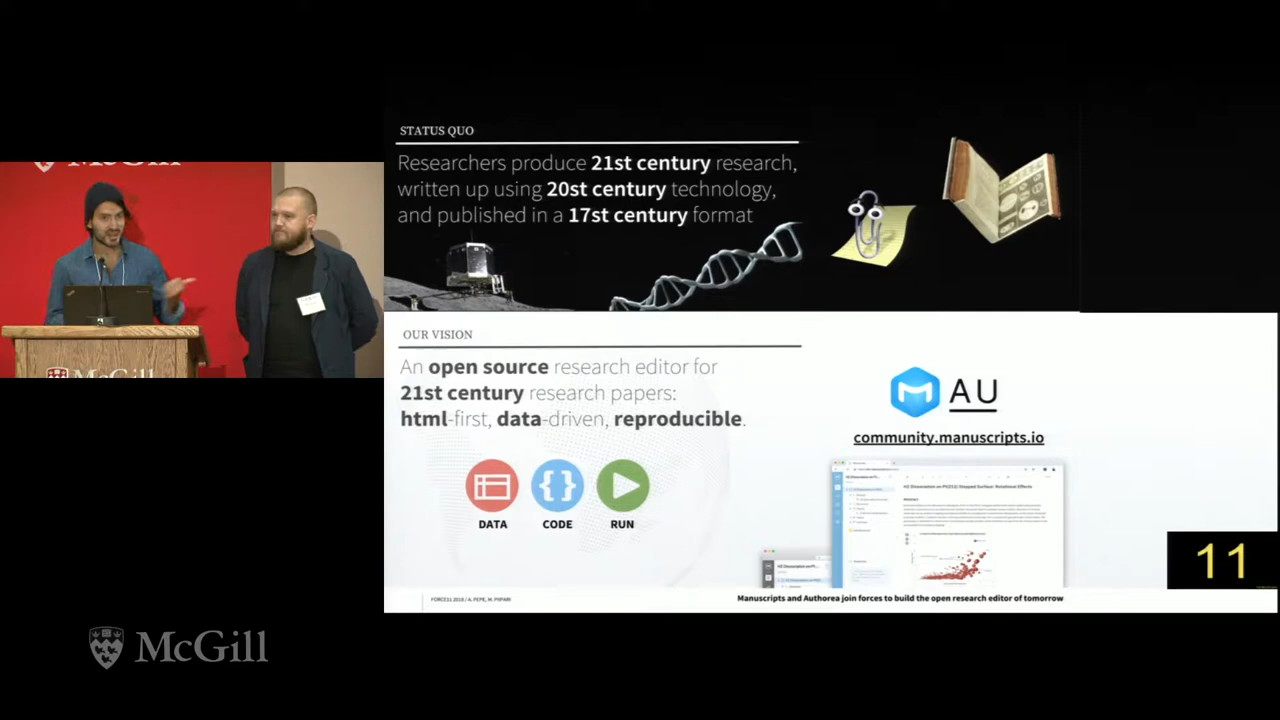 McGill
McGill
STATUS QUO
Researchers produce 21st century research,
written up using 20st century technology,
and published in a 17st century format
OUR VISION
An open source research editor for
21st century research papers:
html-first, data-driven, reproducible.
DATA
CODE
RUN
AU
community.manuscripts.io
11
FORCE11 2018 / A. PEPE, M. PIIPARI
Manuscripts and Authorea join forces to build the open research editor of tomorrow
McGill